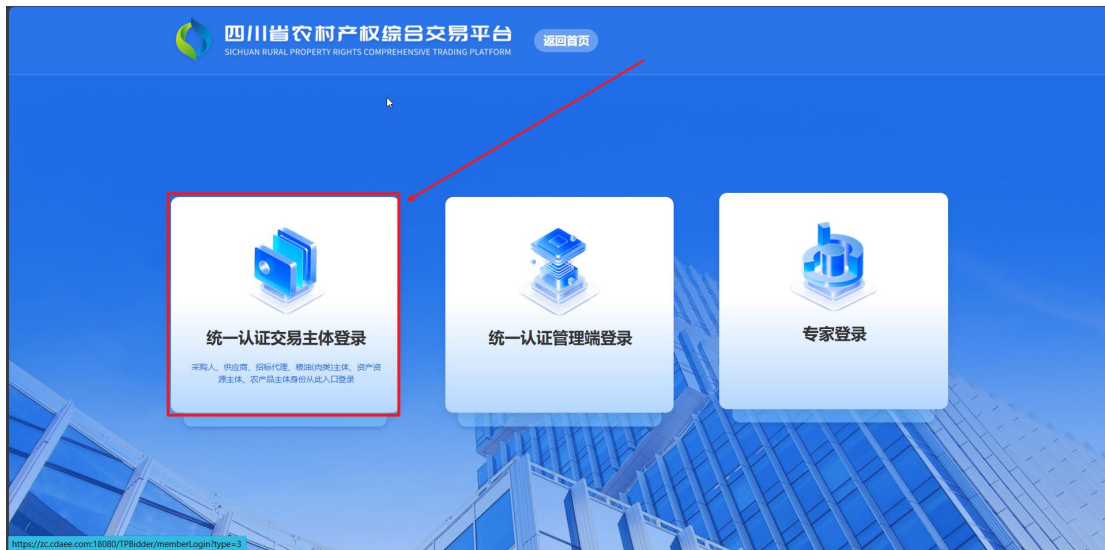 四川省农村产权综合交易平台
SICHUAN RURAL PROPERTY RIGHTS COMPREHENSIVE TRADING PLATFORM
返回首页
统一认证交易主体登录
采购人、供应商、招标代理、粮油(肉类)主体、资产资
源主体、农产品主体身份从此入口登录
统一认证管理端登录
专家登录
https://zc.cdaee.com:18080/TPBidder/memberLogin?type=3